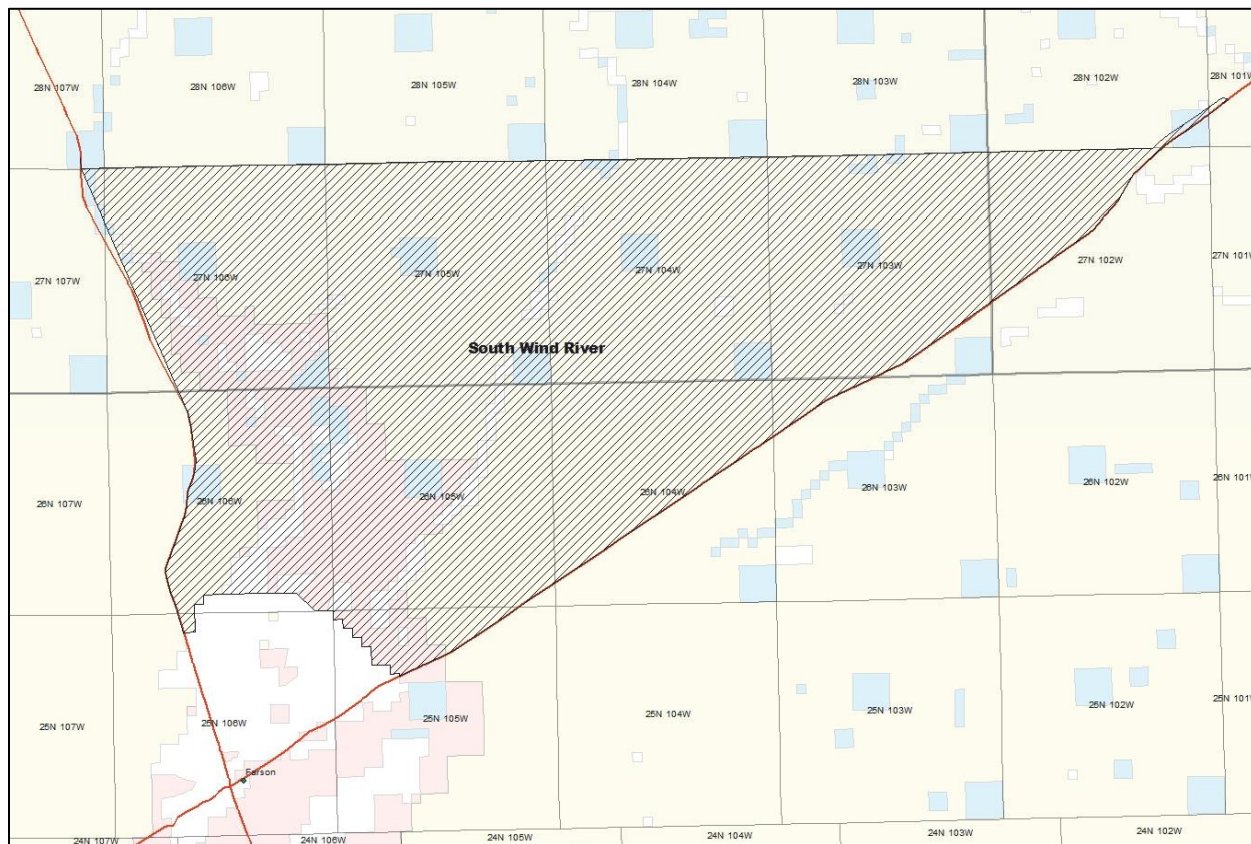 28N 107W
28N 106W
28N 105W
28N 104W
28N 103W
28N 102W
28N 101W
27N 107W
27N 106W
27N 105W
27N 104W
27N 103W
27N 102W
27N 101W
South Wind River
26N 107W
26N 106W
26N 105W
26N 104W
26N 103W
26N 102W
26N 101W
25N 107W
25N 106W
25N 105W
25N 104W
25N 103W
25N 102W
25N 101W
Farson
24N 107W
24N 106W
24N 105W
24N 104W
24N 103W
24N 102W